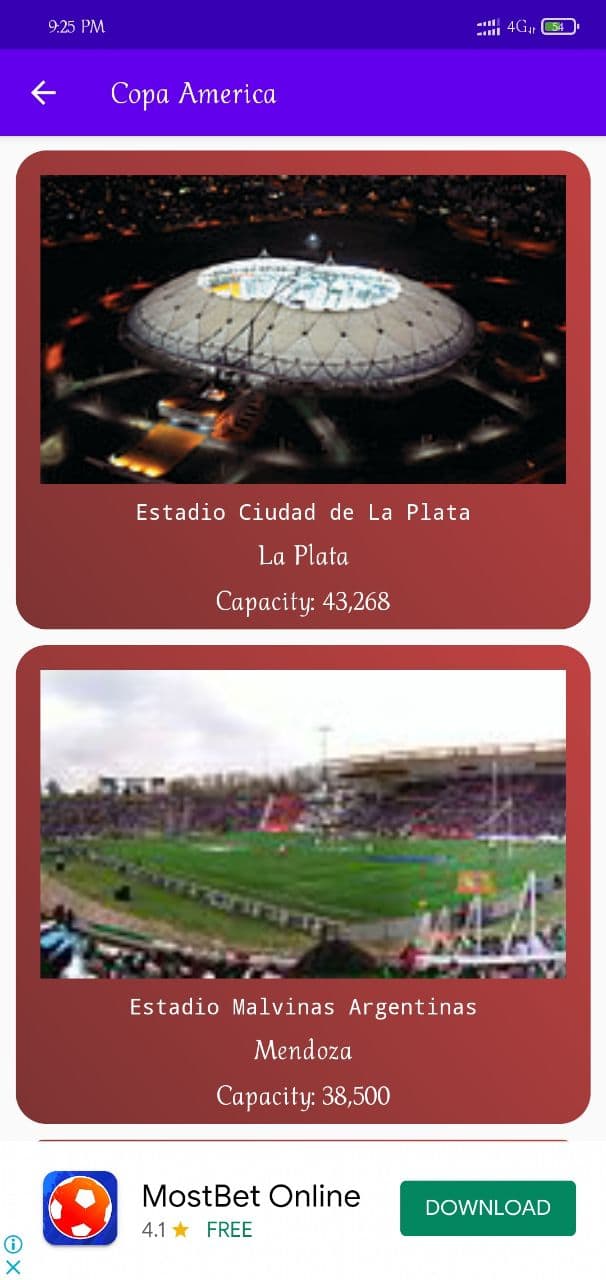 9:25 PM
4G
54
Copa America
Estadio Ciudad de La Plata
La Plata
Capacity: 43,268
Estadio Malvinas Argentinas
Mendoza
Capacity: 38,500
MostBet Online
4.1 ★ FREE
DOWNLOAD